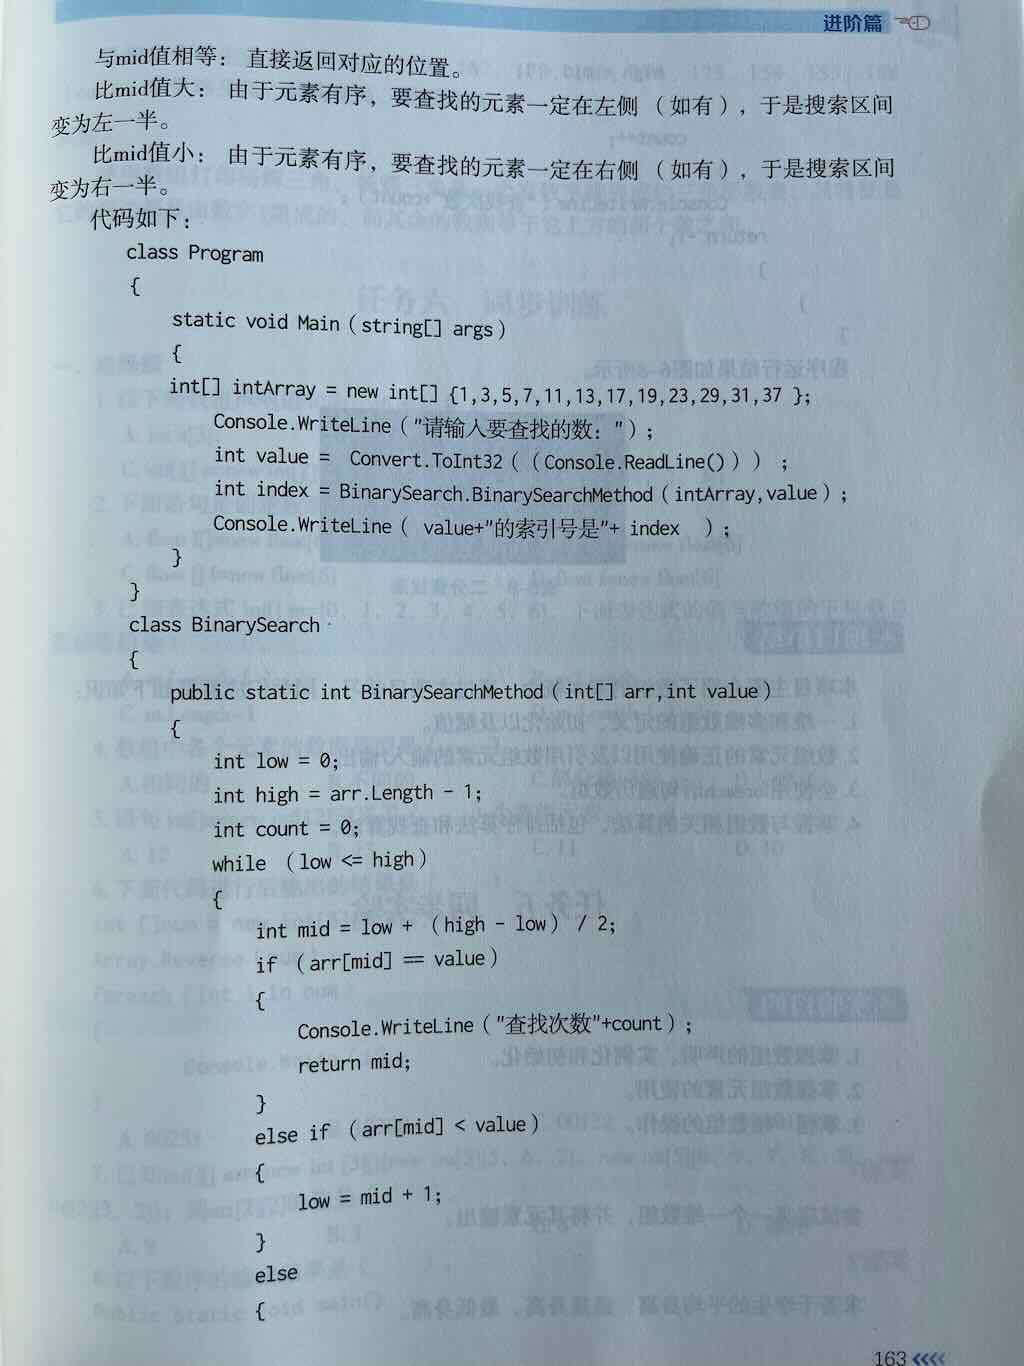 进阶篇
与mid值相等： 直接返回对应的位置。
比mid值大： 由于元素有序，要查找的元素一定在左侧 （如有），于是搜索区间
变为左一半。
比mid值小： 由于元素有序，要查找的元素一定在右侧 （如有），于是搜索区间
变为右一半。
代码如下：
class Program
{
static void Main（string[] args）
{
int[] intArray = new int[] {1,3,5,7,11,13,17,19,23,29,31,37 };
Console.WriteLine（"请输入要查找的数："）;
int value = Convert.ToInt32（（Console.ReadLine()）） ;
int index = BinarySearch.BinarySearchMethod（intArray,value）;
Console.WriteLine（ value+"的索引号是"+ index ）;
}
}
class BinarySearch
{
public static int BinarySearchMethod（int[] arr,int value）
{
int low = 0;
int high = arr.Length - 1;
int count = 0;
while （low <= high）
{
int mid = low + （high - low） / 2;
if （arr[mid] == value）
{
Console.WriteLine（"查找次数"+count）;
return mid;
}
else if （arr[mid] < value）
{
low = mid + 1;
}
else
{
163